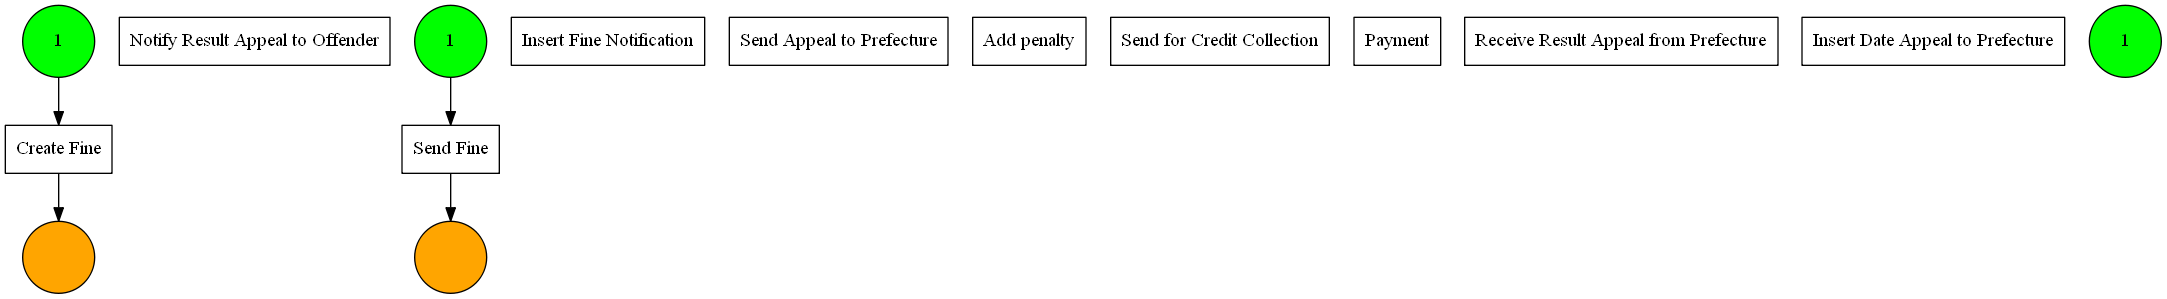 1
Notify Result Appeal to Offender
1
Insert Fine Notification
Send Appeal to Prefecture
Add penalty
Send for Credit Collection
Payment
Receive Result Appeal from Prefecture
Insert Date Appeal to Prefecture
1
Create Fine
Send Fine